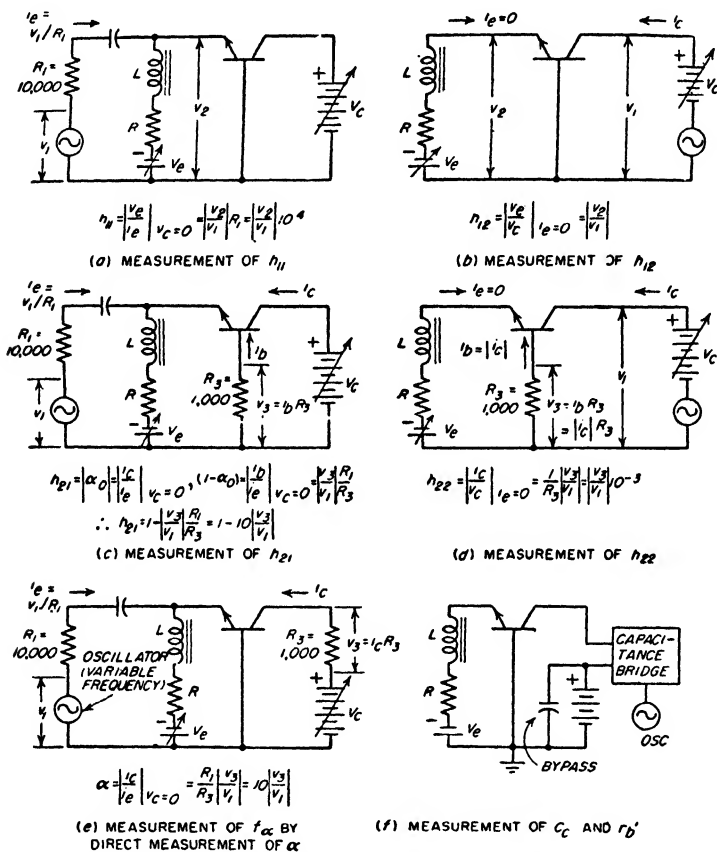 ie= v1/R1
R1= 10,000
v1
L
R
Ve
v2
+
VC
-
h11=|ve/ie| vC=0 =|v2/v1|R1=|v2/v1|10^4
(a) MEASUREMENT OF h11
ie=0
iC
L
R
Ve
v2
v1
+
VC
-
h12=|ve/vC| ie=0 =|v2/v1|
(b) MEASUREMENT OF h12
ie= v1/R1
iC
R1= 10,000
v1
L
R
Ve
ib
R3= 1,000
v3=ibR3
+
VC
-
h21=|α0|=|iC/ie| vC=0, (1-α0)=|ib/ie| vC=0 =|v3/v1|R1/R3
∴ h21=1-|v3/v1|R1/R3=1-10|v3/v1|
(c) MEASUREMENT OF h21
ie=0
iC
L
R
Ve
ib=|iC|
R3= 1,000
v3=ibR3
=|iC|R3
v1
+
VC
-
h22=|iC/vC| ie=0 =1/R3|v3/v1|=|v3/v1|10^-3
(d) MEASUREMENT OF h22
ie= v1/R1
iC
R1= 10,000
OSCILLATOR
(VARIABLE
FREQUENCY)
v1
L
R
Ve
R3= 1,000
v3=iCR3
+
VC
-
α=|iC/ie| vC=0 =R1/R3|v3/v1|=10|v3/v1|
(e) MEASUREMENT OF fα BY
DIRECT MEASUREMENT OF α
L
R
Ve
-
+
CAPACI-
TANCE
BRIDGE
OSC
BYPASS
(f) MEASUREMENT OF CC AND rb'